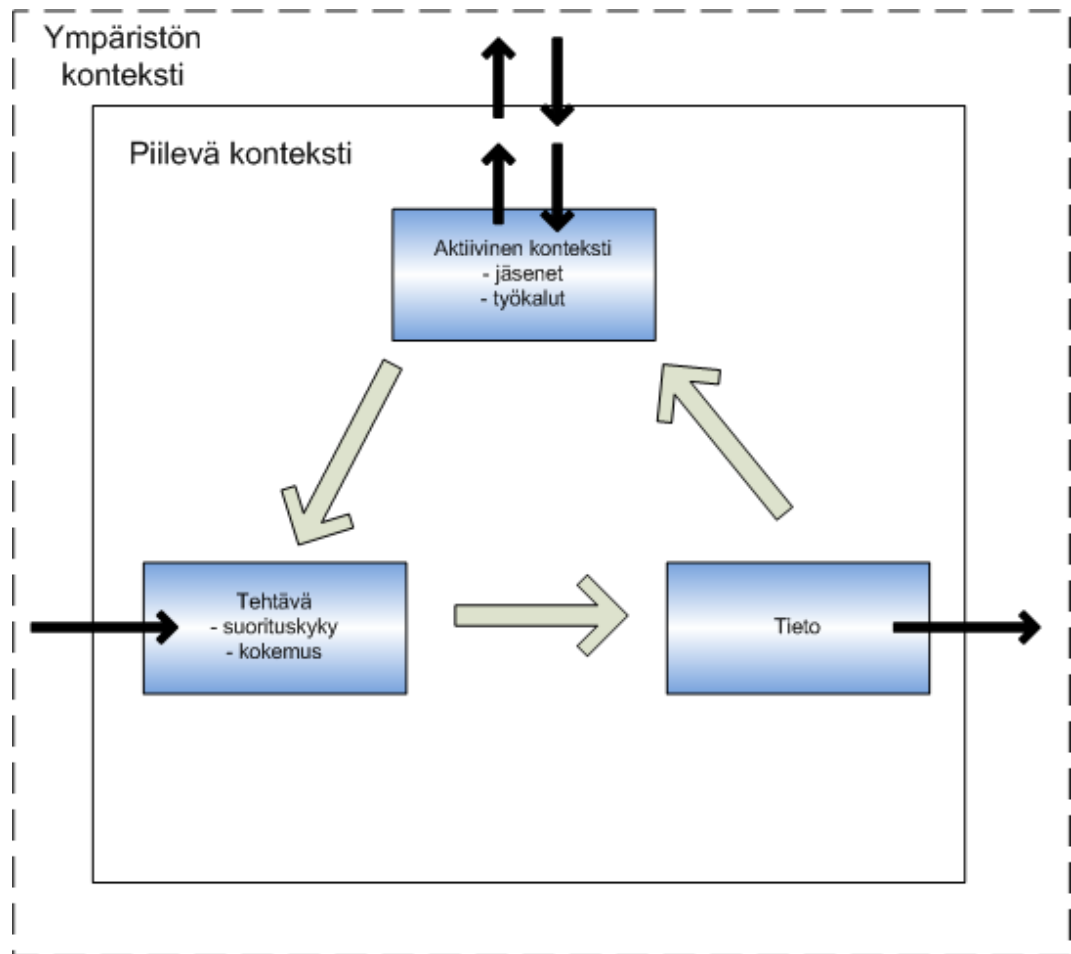 Ympäristön
konteksti
Piilevä konteksti
Aktiivinen konteksti
- jäsenet
- työkalut
Tehtävä
- suorituskyky
- kokemus
Tieto